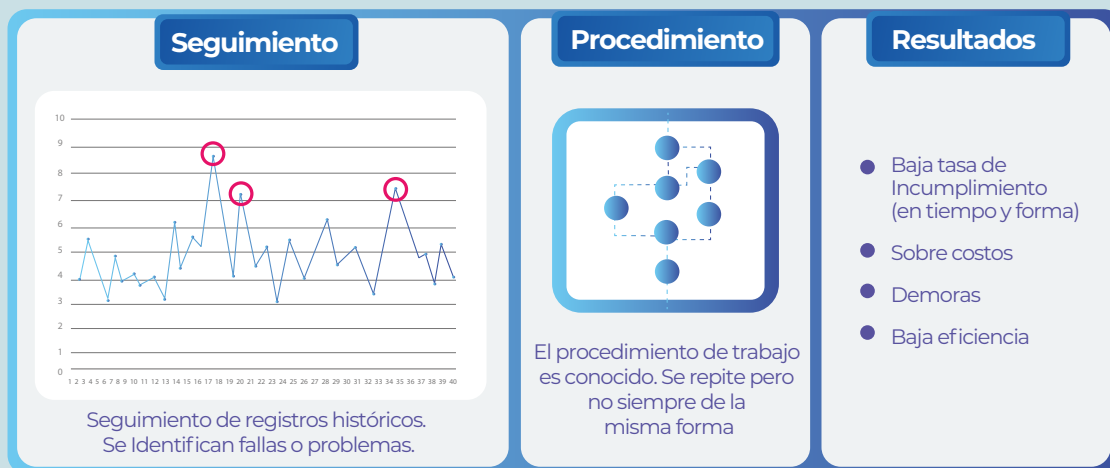 Seguimiento
10
9
8
7
6
5
4
3
2
1
0
1 2 3 4 5 6 7 8 9 10 11 12 13 14 15 16 17 18 19 20 21 22 23 24 25 26 27 28 29 30 31 32 33 34 35 36 37 38 39 40
Seguimiento de registros históricos.
Se Identifican fallas o problemas.
Procedimiento
El procedimiento de trabajo
es conocido. Se repite pero
no siempre de la
misma forma
Resultados
Baja tasa de
Incumplimiento
(en tiempo y forma)
Sobre costos
Demoras
Baja eficiencia